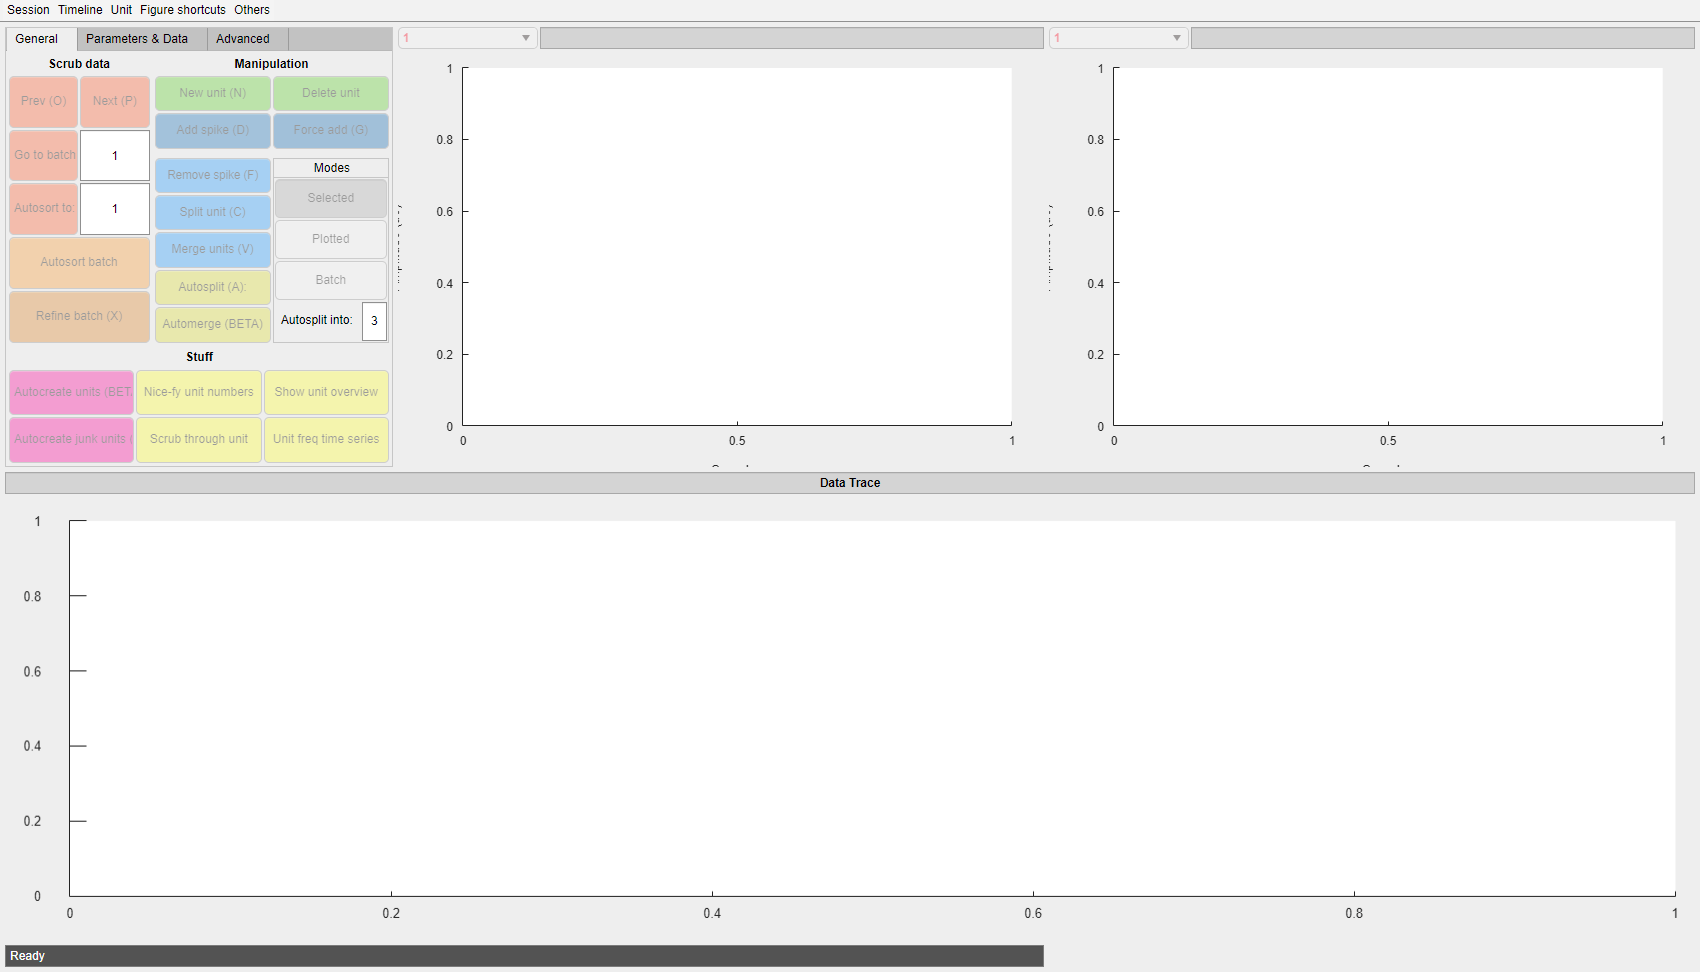 Session Timeline Unit Figure shortcuts Others
General Parameters & Data Advanced
Scrub data
Prev (O) Next (P)
Go to batch 1
Autosort to: 1
Autosort batch
Refine batch (X)
Manipulation
New unit (N) Delete unit
Add spike (D) Force add (G)
Remove spike (F)
Split unit (C)
Merge units (V)
Autosplit (A):
Automerge (BETA)
Modes
Selected
Plotted
Batch
Autosplit into: 3
Stuff
Autocreate units (BET Nice-fy unit numbers Show unit overview
Autocreate junk units ( Scrub through unit Unit freq time series
1
1
0.8
0.6
0.4
0.2
0
0 0.5 1
1
1
0.8
0.6
0.4
0.2
0
0 0.5 1
Data Trace
1
0.8
0.6
0.4
0.2
0
0 0.2 0.4 0.6 0.8 1
Ready